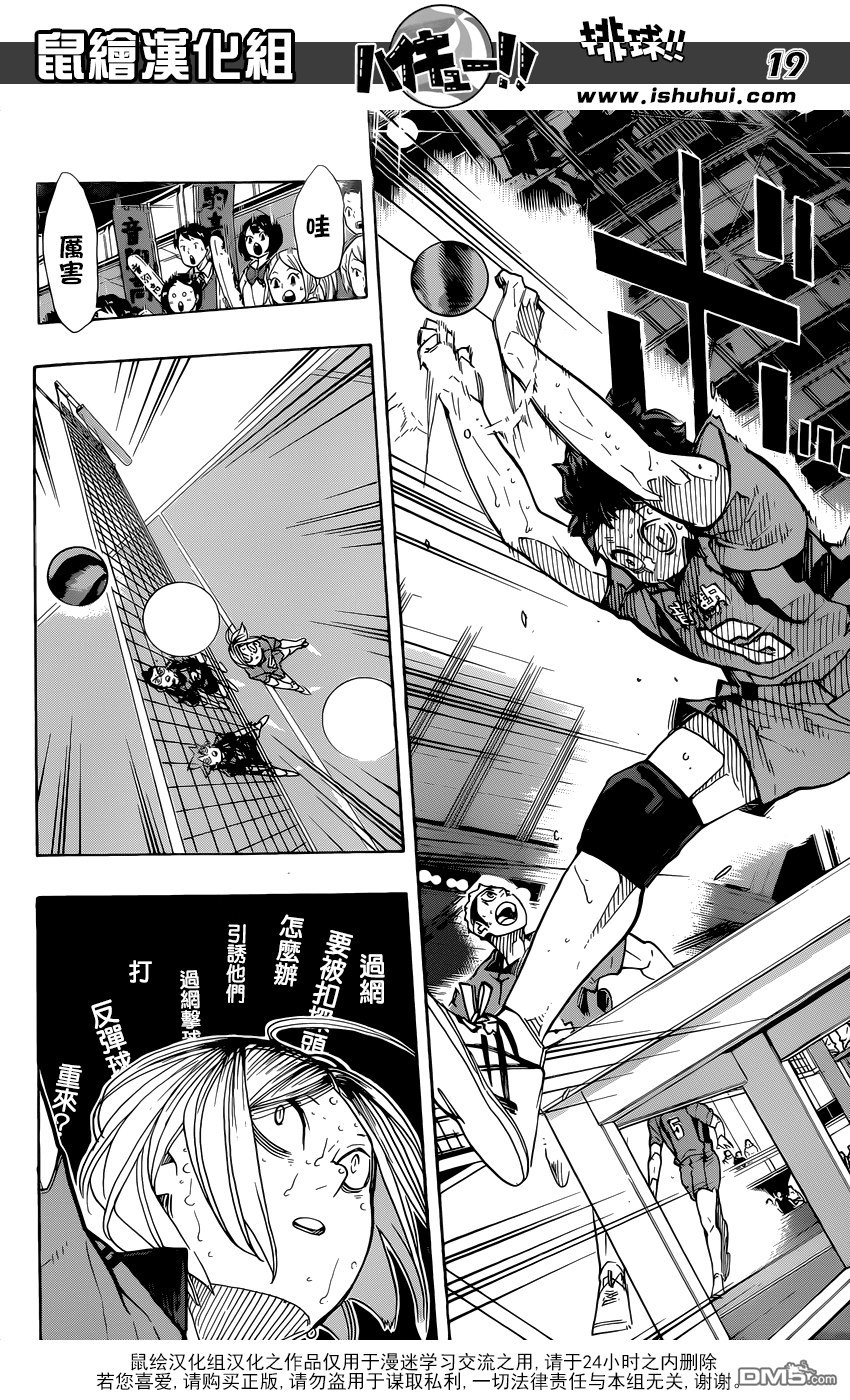 鼠繪漢化組
ハイキュー!!
排球!!
19
www.ishuhui.com
哇
厲害
過網
要被扣探頭
怎麼辦
引誘他們
過網擊球
打
反彈球
重來?
5
鼠绘汉化组汉化之作品仅用于漫迷学习交流之用,请于24小时之内删除
若您喜爱,请购买正版,请勿盗用于谋取私利,一切法律责任与本组无关,谢谢.
DM5.com